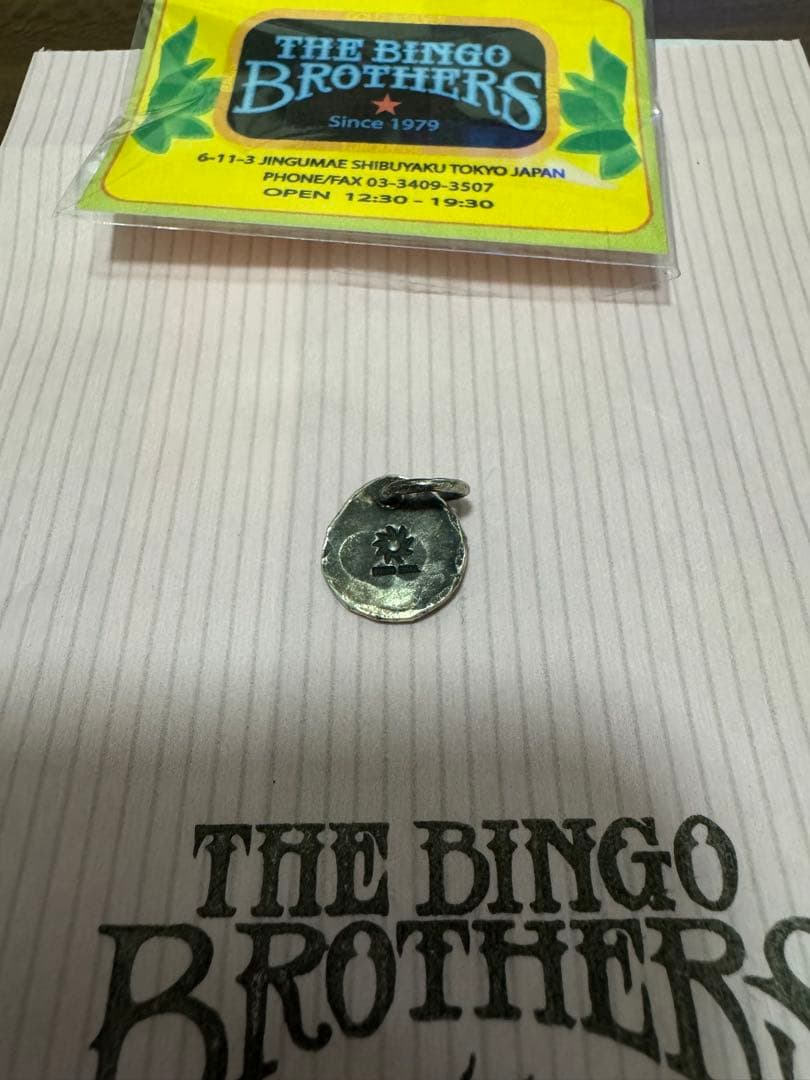 THE BINGO
BROTHERS
Since 1979
6-11-3 JINGUMAE SHIBUYAKU TOKYO JAPAN
PHONE/FAX 03-3409-3507
OPEN 12:30 - 19:30
THE BINGO
BROTHERS